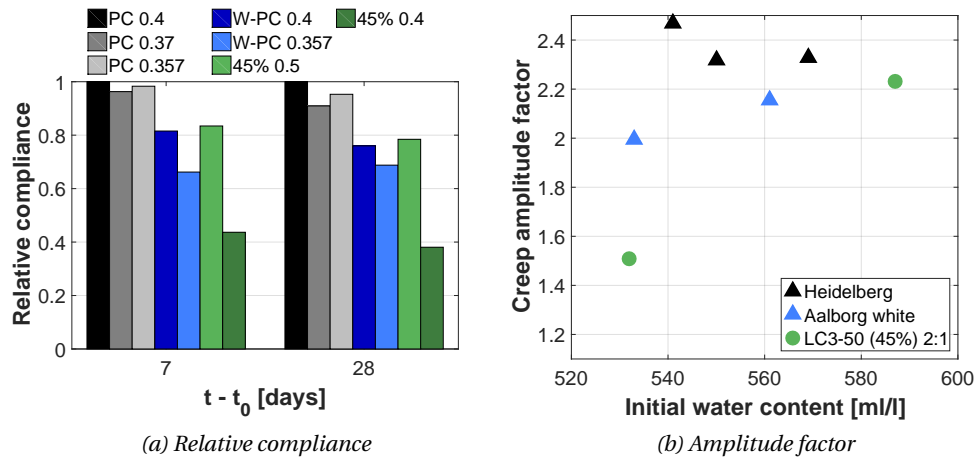 PC 0.4
PC 0.37
PC 0.357
W-PC 0.4
W-PC 0.357
45% 0.5
45% 0.4
1
0.8
0.6
0.4
0.2
0
Relative compliance
7
28
t - t0 [days]
(a) Relative compliance
2.4
2.2
2
1.8
1.6
1.4
1.2
Creep amplitude factor
Heidelberg
Aalborg white
LC3-50 (45%) 2:1
520
540
560
580
600
Initial water content [ml/l]
(b) Amplitude factor